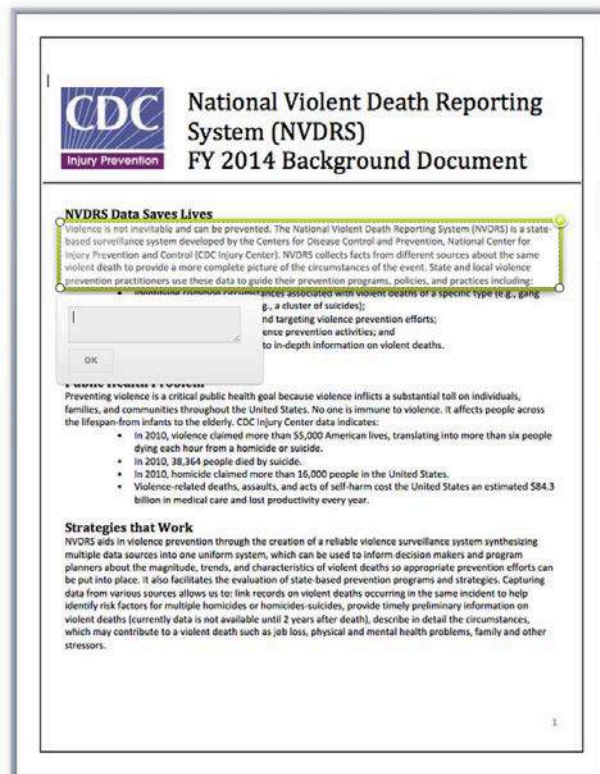 CDC
Injury Prevention
National Violent Death Reporting
System (NVDRS)
FY 2014 Background Document
NVDRS Data Saves Lives
Violence is not inevitable and can be prevented. The National Violent Death Reporting System (NVDRS) is a state-
based surveillance system developed by the Centers for Disease Control and Prevention, National Center for
Injury Prevention and Control (CDC Injury Center). NVDRS collects facts from different sources about the same
violent death to provide a more complete picture of the circumstances of the event. State and local violence
prevention practitioners use these data to guide their prevention programs, policies, and practices including:
• Identifying common circumstances associated with violent deaths of a specific type (e.g., gang
g., a cluster of suicides);
nd targeting violence prevention efforts;
ence prevention activities; and
to in-depth information on violent deaths.
OK
Public Health Problem
Preventing violence is a critical public health goal because violence inflicts a substantial toll on individuals,
families, and communities throughout the United States. No one is immune to violence. It affects people across
the lifespan-from infants to the elderly. CDC Injury Center data indicates:
• In 2010, violence claimed more than 55,000 American lives, translating into more than six people
dying each hour from a homicide or suicide.
• In 2010, 38,364 people died by suicide.
• In 2010, homicide claimed more than 16,000 people in the United States.
• Violence-related deaths, assaults, and acts of self-harm cost the United States an estimated $84.3
billion in medical care and lost productivity every year.
Strategies that Work
NVDRS aids in violence prevention through the creation of a reliable violence surveillance system synthesizing
multiple data sources into one uniform system, which can be used to inform decision makers and program
planners about the magnitude, trends, and characteristics of violent deaths so appropriate prevention efforts can
be put into place. It also facilitates the evaluation of state-based prevention programs and strategies. Capturing
data from various sources allows us to: link records on violent deaths occurring in the same incident to help
identify risk factors for multiple homicides or homicides-suicides, provide timely preliminary information on
violent deaths (currently data is not available until 2 years after death), describe in detail the circumstances,
which may contribute to a violent death such as job loss, physical and mental health problems, family and other
stressors.
1